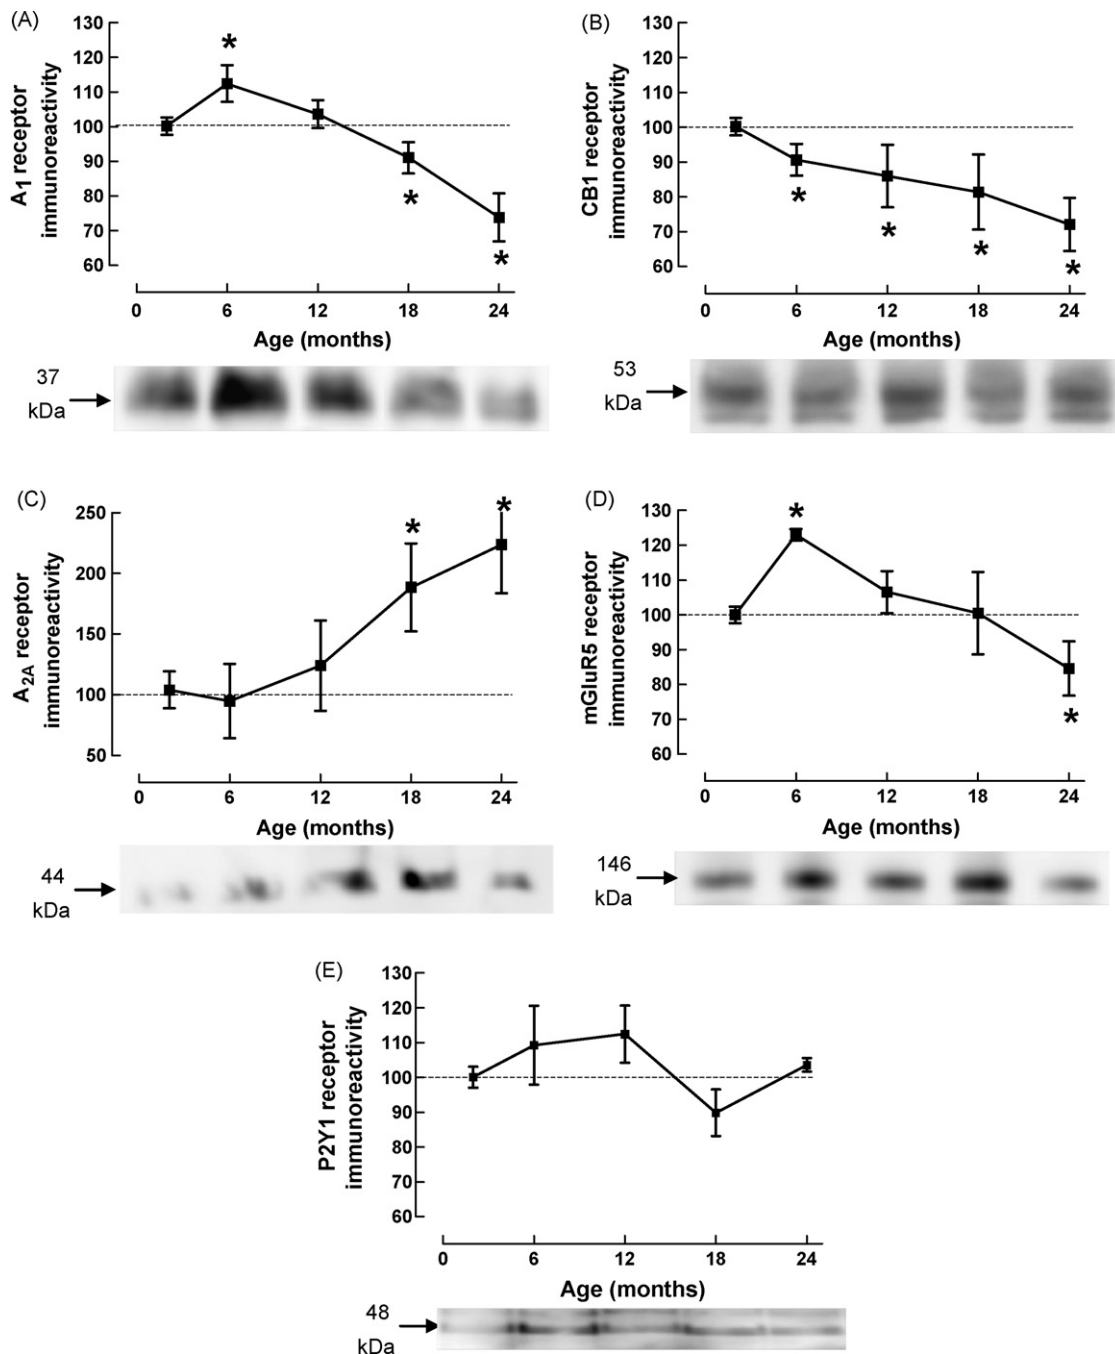 (A)
130
120
110
100
90
80
70
60
A1 receptor
immunoreactivity
*
*
*
0 6 12 18 24
Age (months)
37
kDa
(B)
130
120
110
100
90
80
70
60
CB1 receptor
immunoreactivity
*
*
*
*
0 6 12 18 24
Age (months)
53
kDa
(C)
250
200
150
100
50
A2A receptor
immunoreactivity
*
*
0 6 12 18 24
Age (months)
44
kDa
(D)
130
120
110
100
90
80
70
60
mGluR5 receptor
immunoreactivity
*
*
0 6 12 18 24
Age (months)
146
kDa
(E)
130
120
110
100
90
80
70
60
P2Y1 receptor
immunoreactivity
0 6 12 18 24
Age (months)
48
kDa